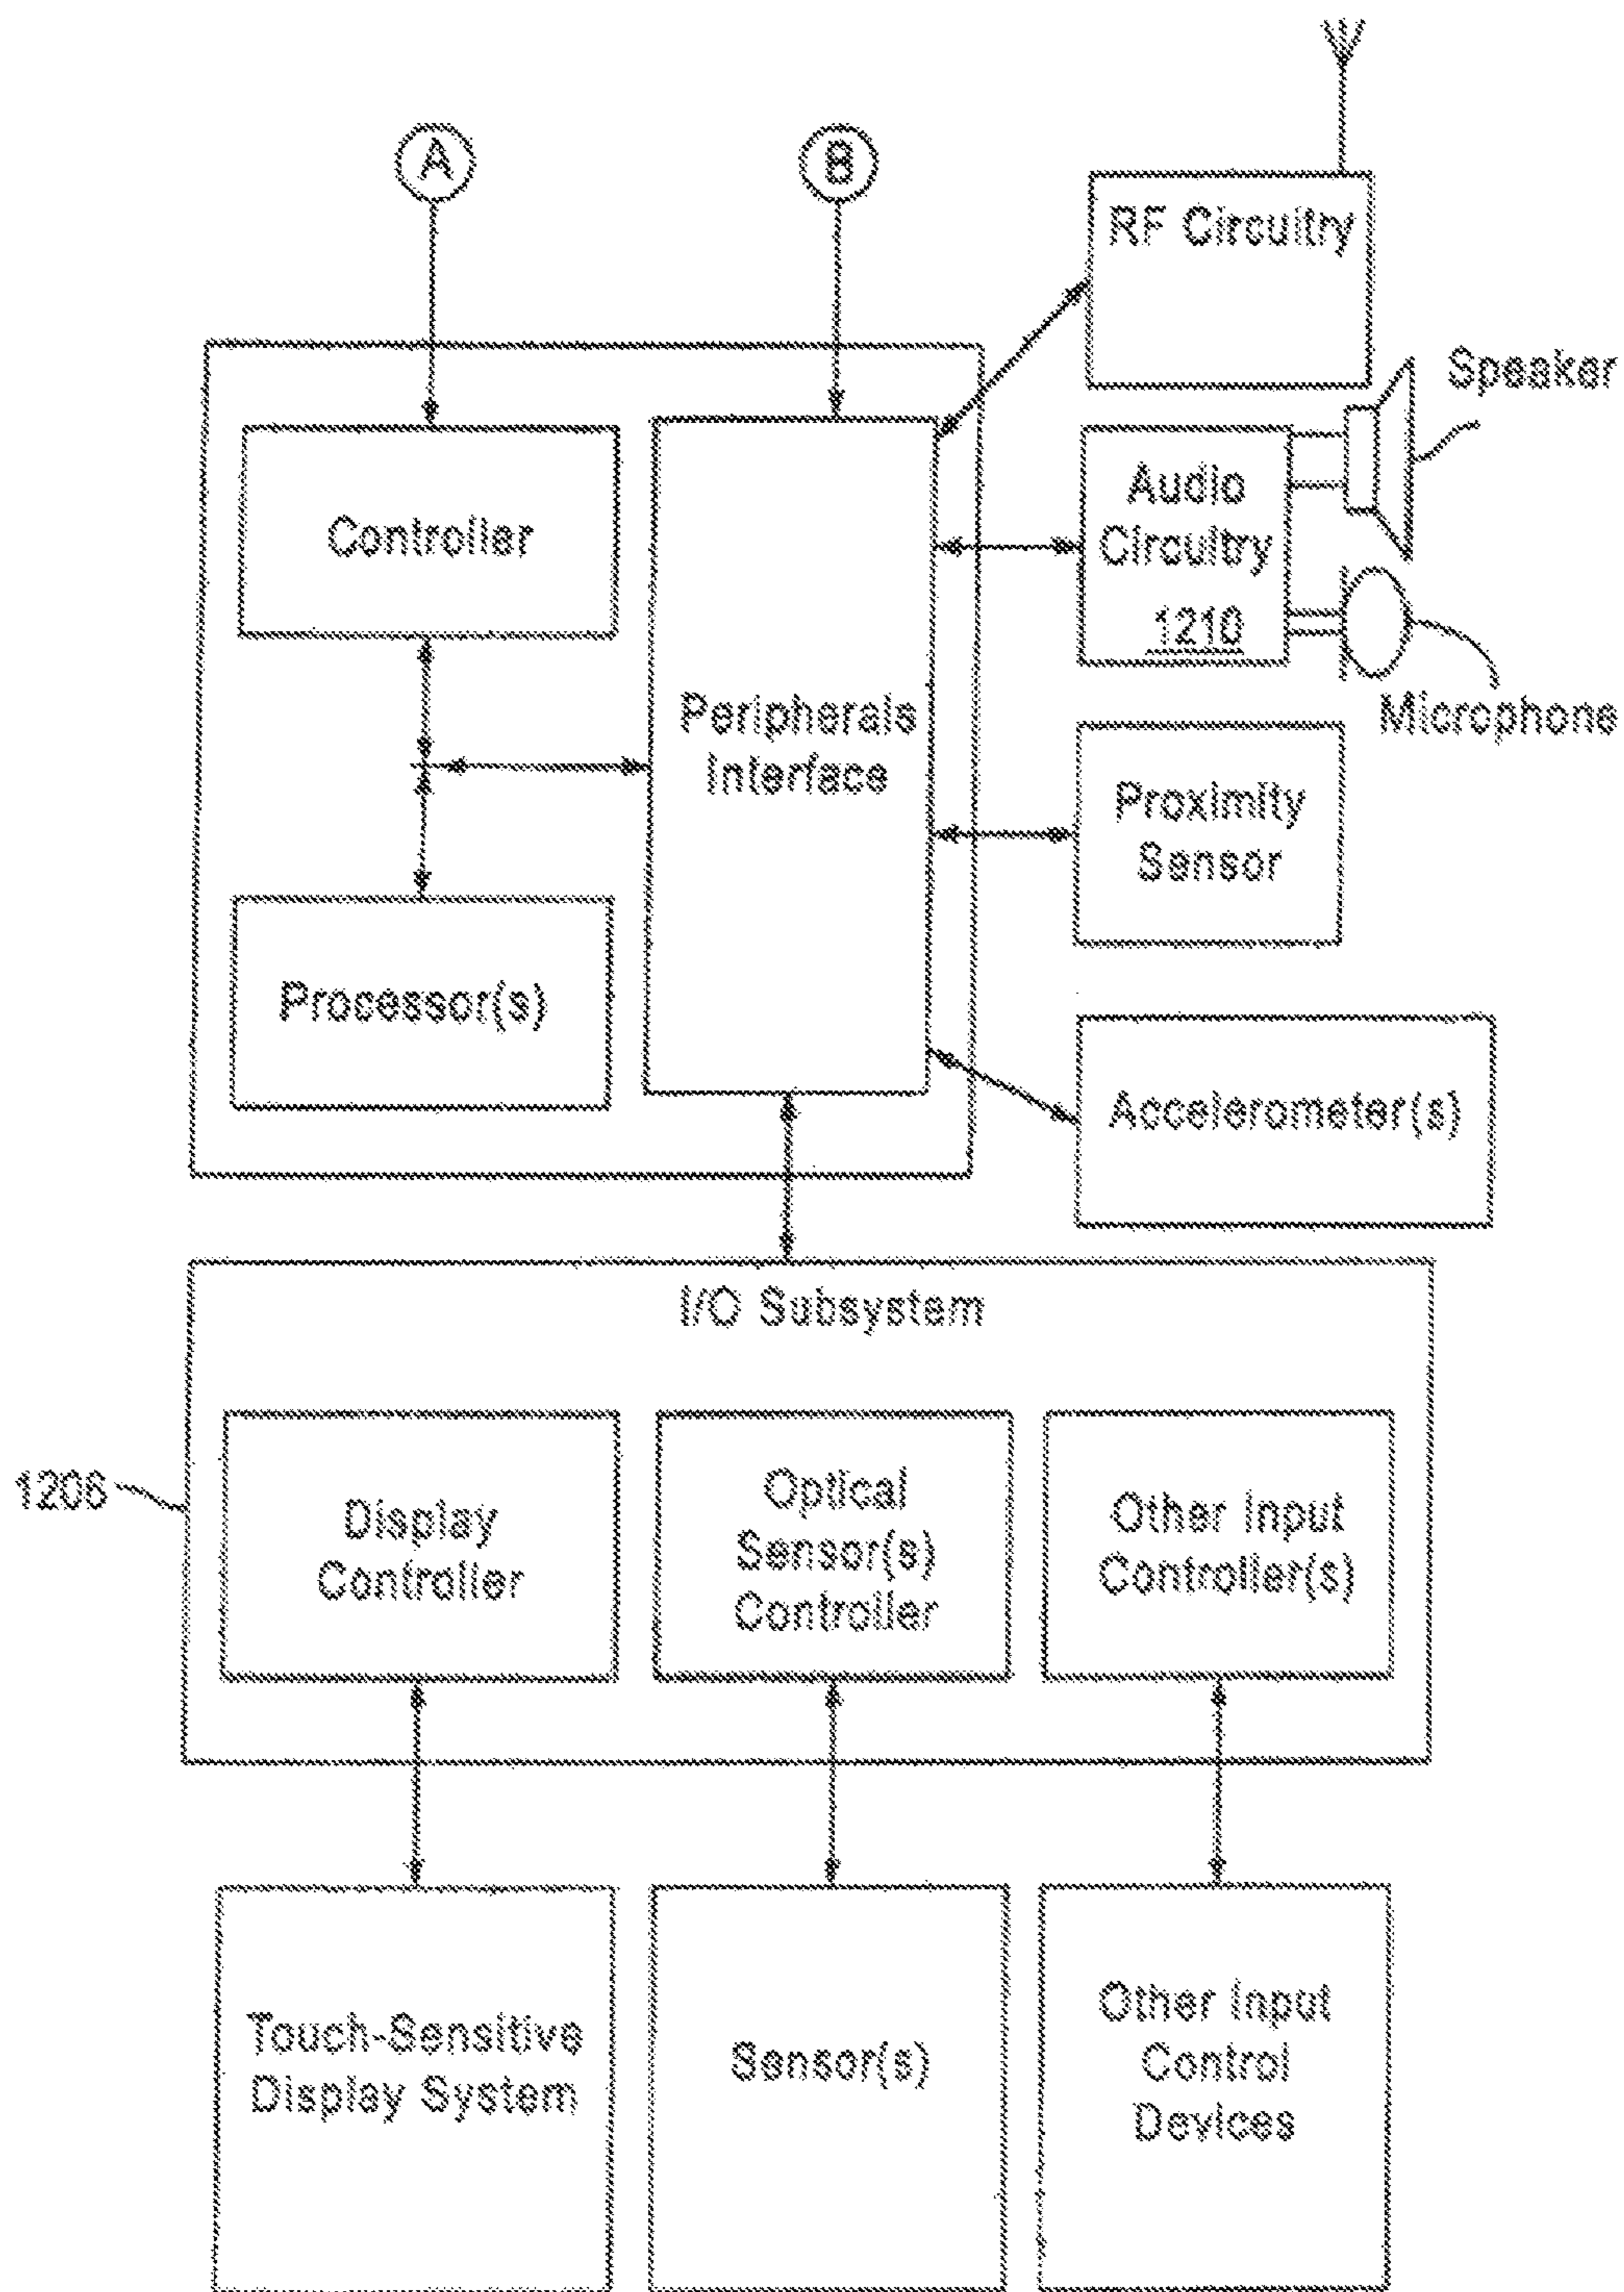 A
B
RF Circuitry
Speaker
Controller
Audio
Circuitry
1210
Microphone
Peripherals
Interface
Proximity
Sensor
Processor(s)
Accelerometer(s)
I/O Subsystem
1206
Display
Controller
Optical
Sensor(s)
Controller
Other Input
Controller(s)
Touch-Sensitive
Display System
Sensor(s)
Other Input
Control
Devices